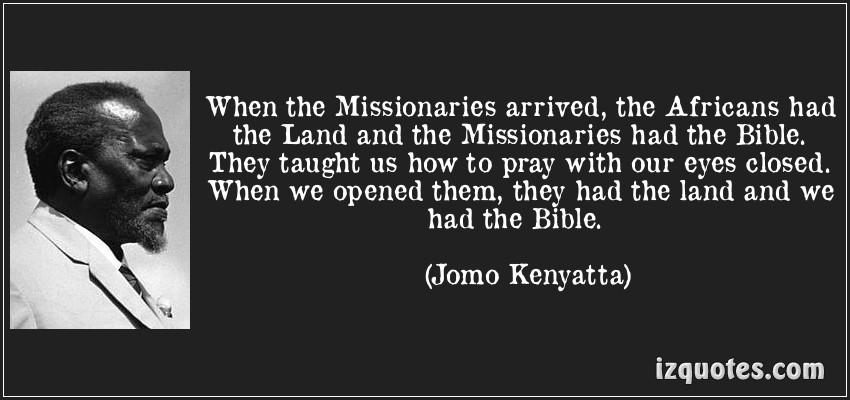 When the Missionaries arrived, the Africans had
the Land and the Missionaries had the Bible.
They taught us how to pray with our eyes closed.
When we opened them, they had the land and we
had the Bible.
(Jomo Kenyatta)
izquotes.com